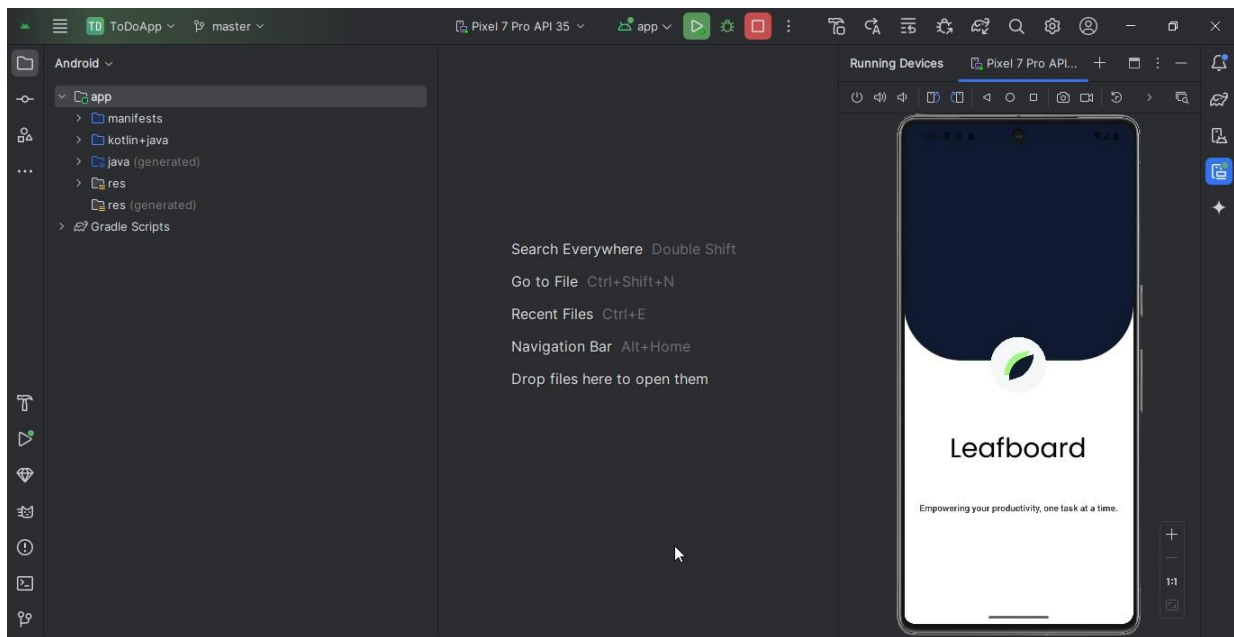 TD ToDoApp master Pixel 7 Pro API 35 app
Android
Running Devices Pixel 7 Pro API...
app
manifests
kotlin+java
java (generated)
res
res (generated)
Gradle Scripts
Search Everywhere Double Shift
Go to File Ctrl+Shift+N
Recent Files Ctrl+E
Navigation Bar Alt+Home
Drop files here to open them
Leafboard
Empowering your productivity, one task at a time.
1:1